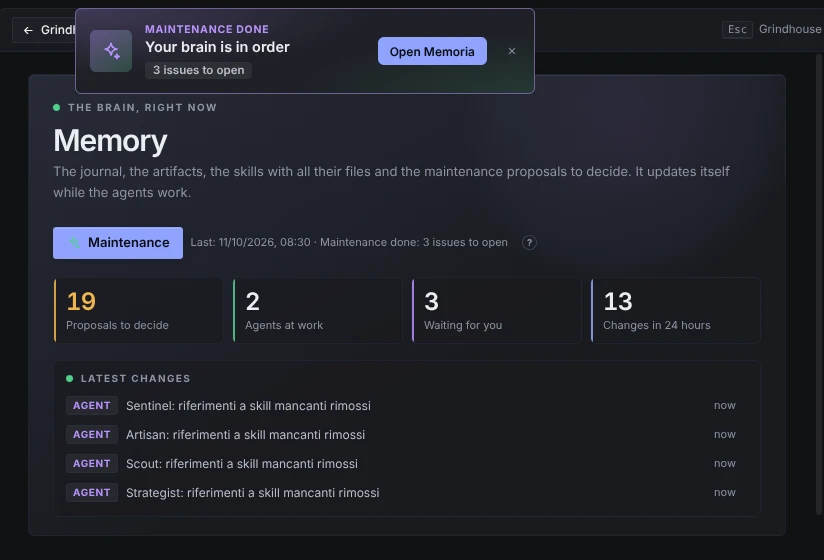 ← Grindh
MAINTENANCE DONE
Your brain is in order
3 issues to open
Open Memoria
×
Esc Grindhouse
THE BRAIN, RIGHT NOW
Memory
The journal, the artifacts, the skills with all their files and the maintenance proposals to decide. It updates itself
while the agents work.
Maintenance
Last: 11/10/2026, 08:30 · Maintenance done: 3 issues to open ?
19
Proposals to decide
2
Agents at work
3
Waiting for you
13
Changes in 24 hours
LATEST CHANGES
AGENT Sentinel: riferimenti a skill mancanti rimossi now
AGENT Artisan: riferimenti a skill mancanti rimossi now
AGENT Scout: riferimenti a skill mancanti rimossi now
AGENT Strategist: riferimenti a skill mancanti rimossi now